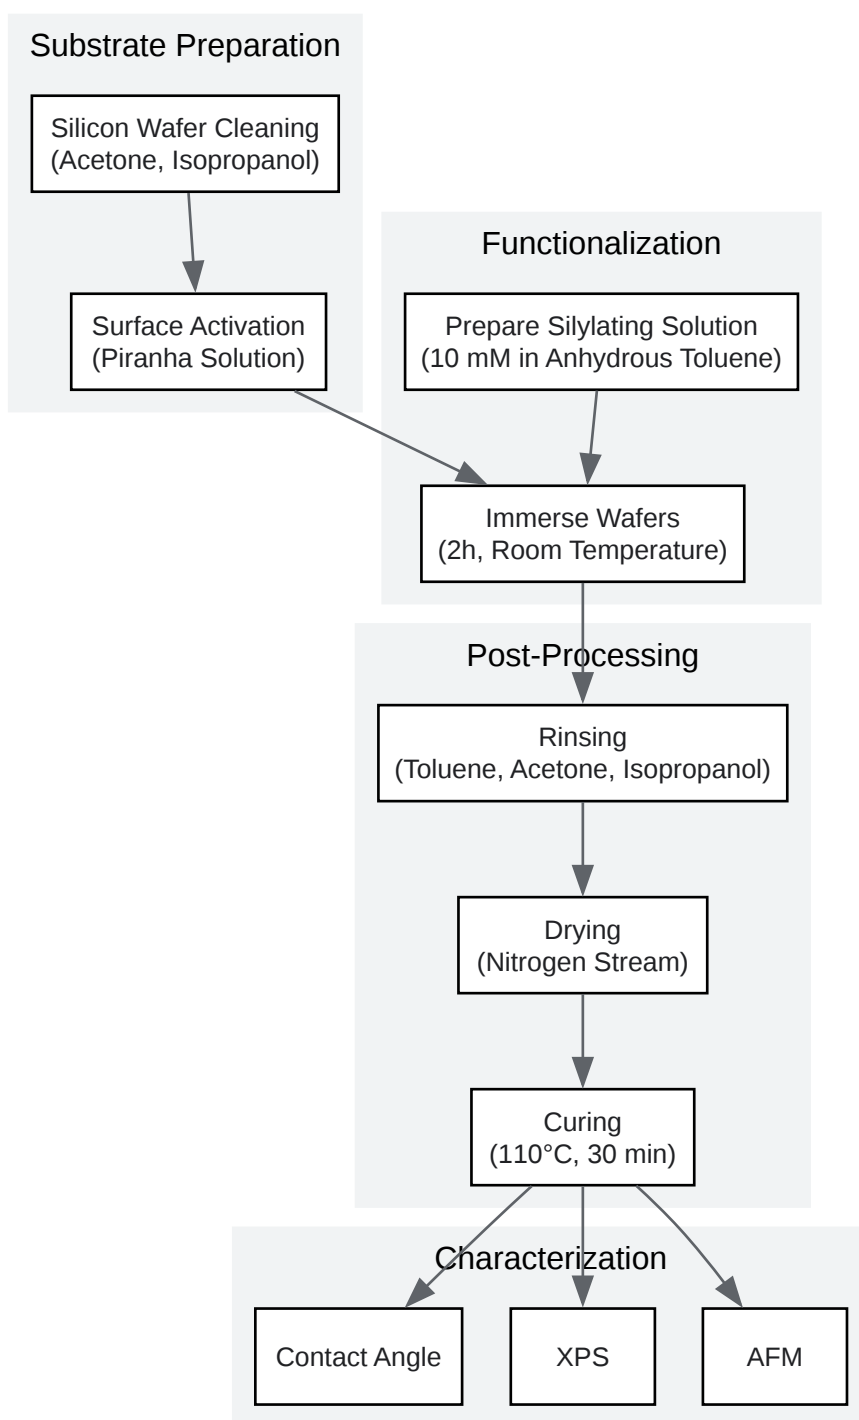 Substrate Preparation
Silicon Wafer Cleaning
(Acetone, Isopropanol)
Surface Activation
(Piranha Solution)
Functionalization
Prepare Silylating Solution
(10 mM in Anhydrous Toluene)
Immerse Wafers
(2h, Room Temperature)
Post-Processing
Rinsing
(Toluene, Acetone, Isopropanol)
Drying
(Nitrogen Stream)
Curing
(110°C, 30 min)
Characterization
Contact Angle
XPS
AFM